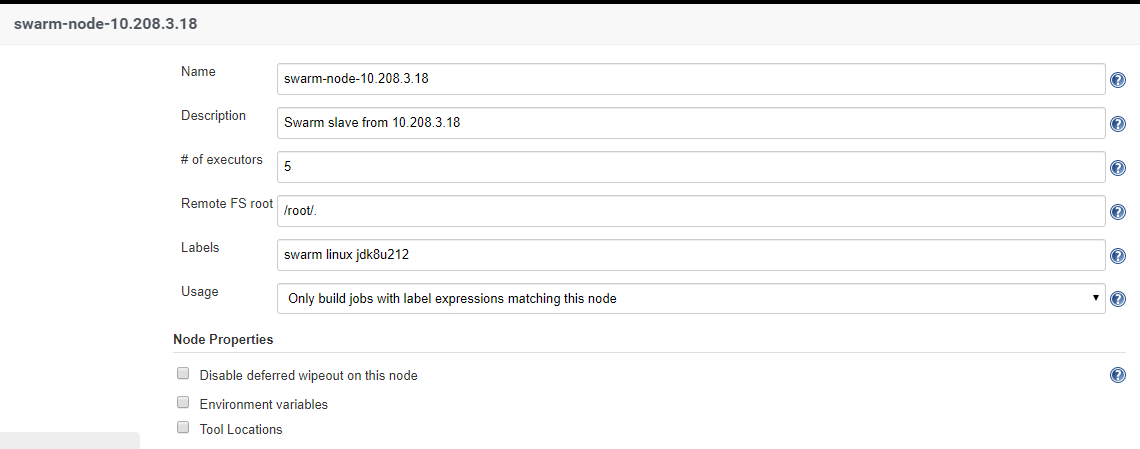 swarm-node-10.208.3.18
Name
swarm-node-10.208.3.18
Description
Swarm slave from 10.208.3.18
# of executors
5
Remote FS root
/root/.
Labels
swarm linux jdk8u212
Usage
Only build jobs with label expressions matching this node
Node Properties
Disable deferred wipeout on this node
Environment variables
Tool Locations